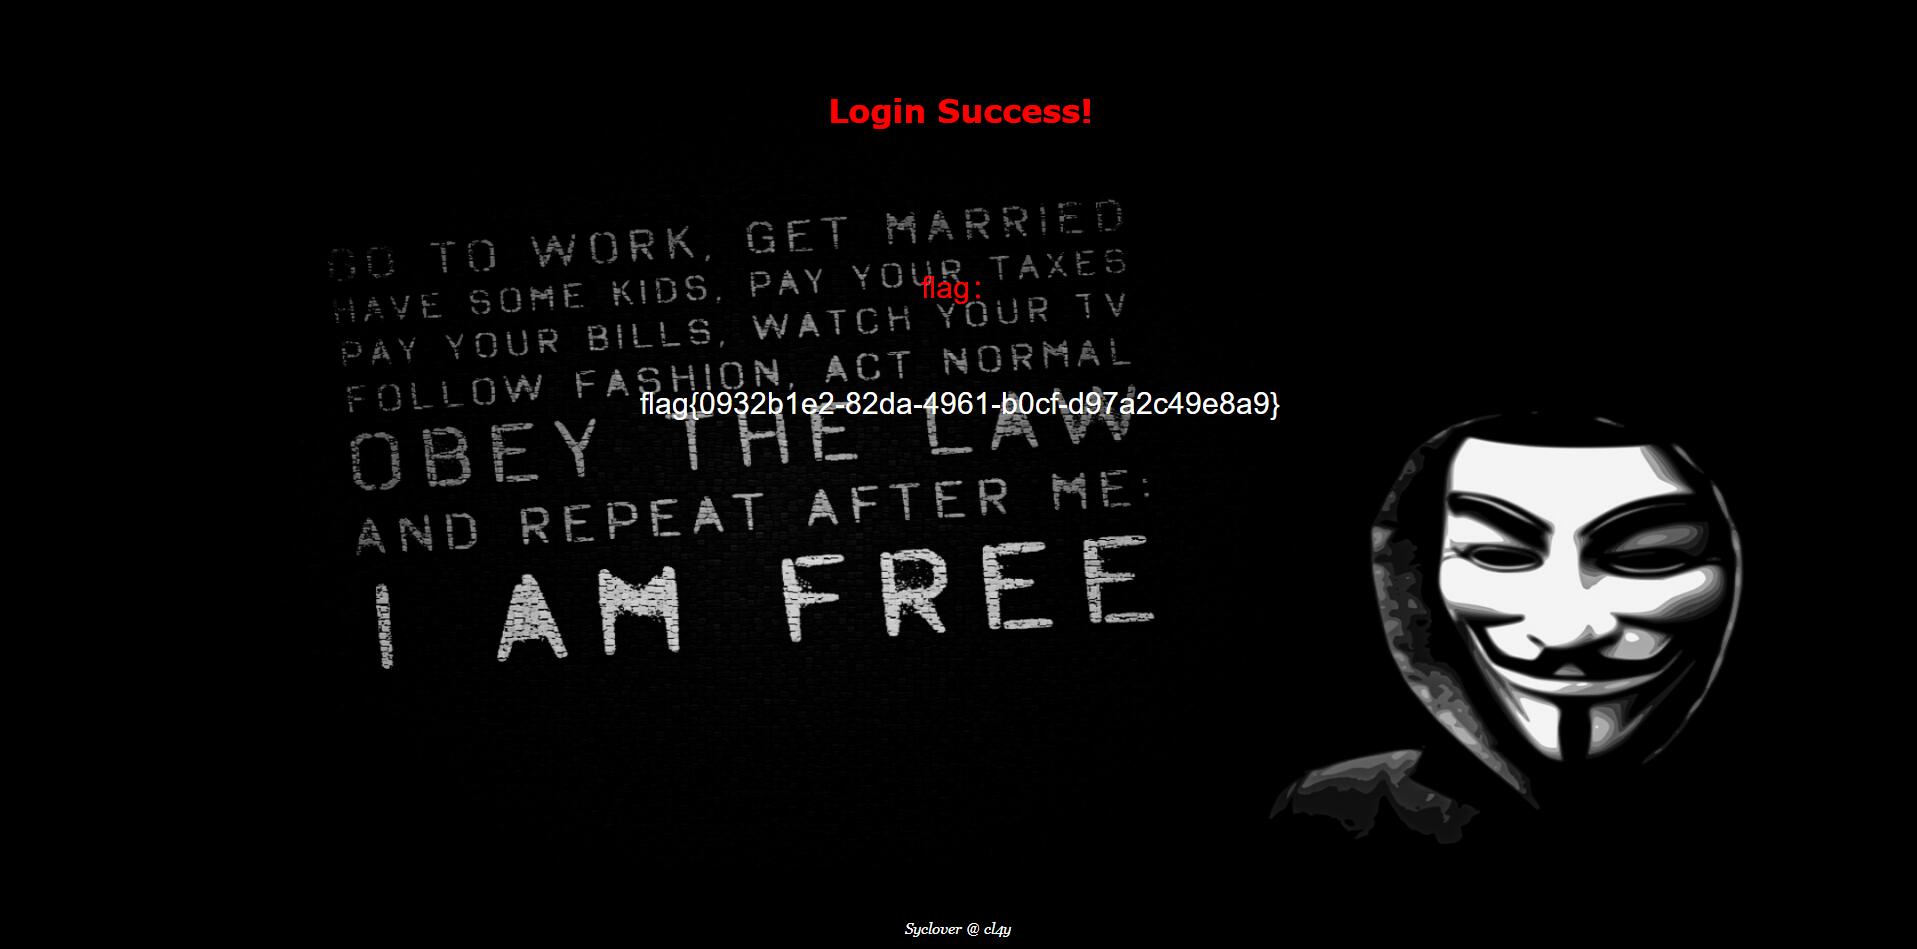 Login Success!
GO TO WORK, GET MARRIED
HAVE SOME KIDS, PAY YOUR TAXES
flag:
PAY YOUR BILLS, WATCH YOUR TV
FOLLOW FASHION, ACT NORMAL
flag{0932b1e2-82da-4961-b0cf-d97a2c49e8a9}
OBEY THE LAW
AND REPEAT AFTER ME:
I AM FREE
Syclover @ cl4y